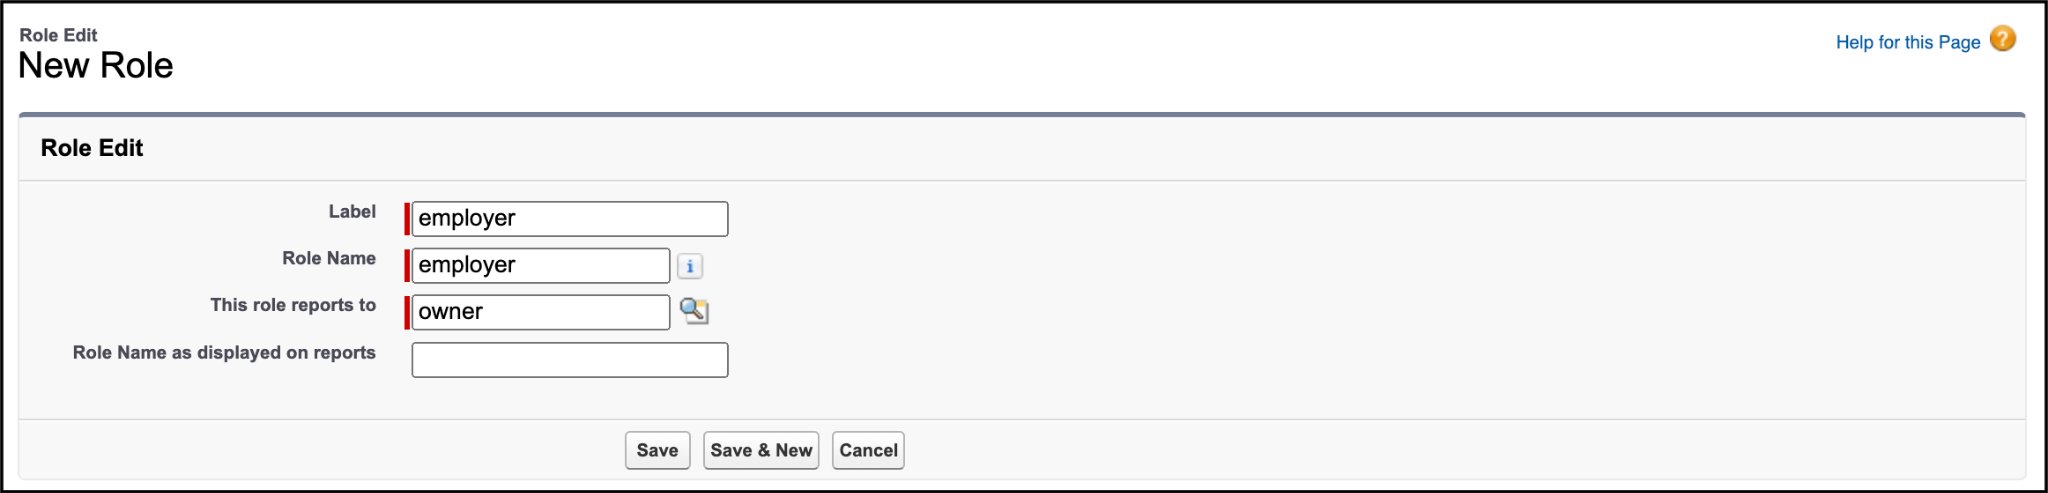 Role Edit
New Role
Help for this Page ?
Role Edit
Label employer
Role Name employer i
This role reports to owner
Role Name as displayed on reports
Save Save & New Cancel